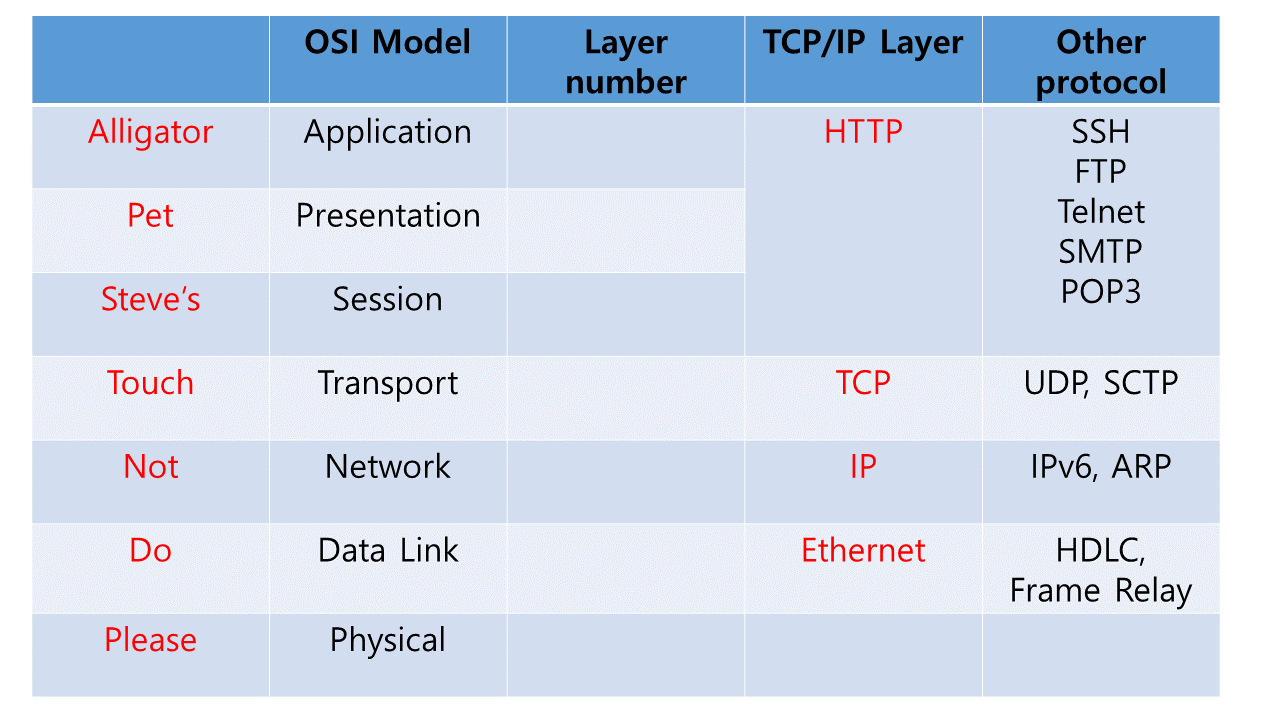 OSI Model
Layer
number
TCP/IP Layer
Other
protocol
Alligator
Application
HTTP
SSH
FTP
Telnet
SMTP
POP3
Pet
Presentation
Steve's
Session
Touch
Transport
TCP
UDP, SCTP
Not
Network
IP
IPv6, ARP
Do
Data Link
Ethernet
HDLC,
Frame Relay
Please
Physical